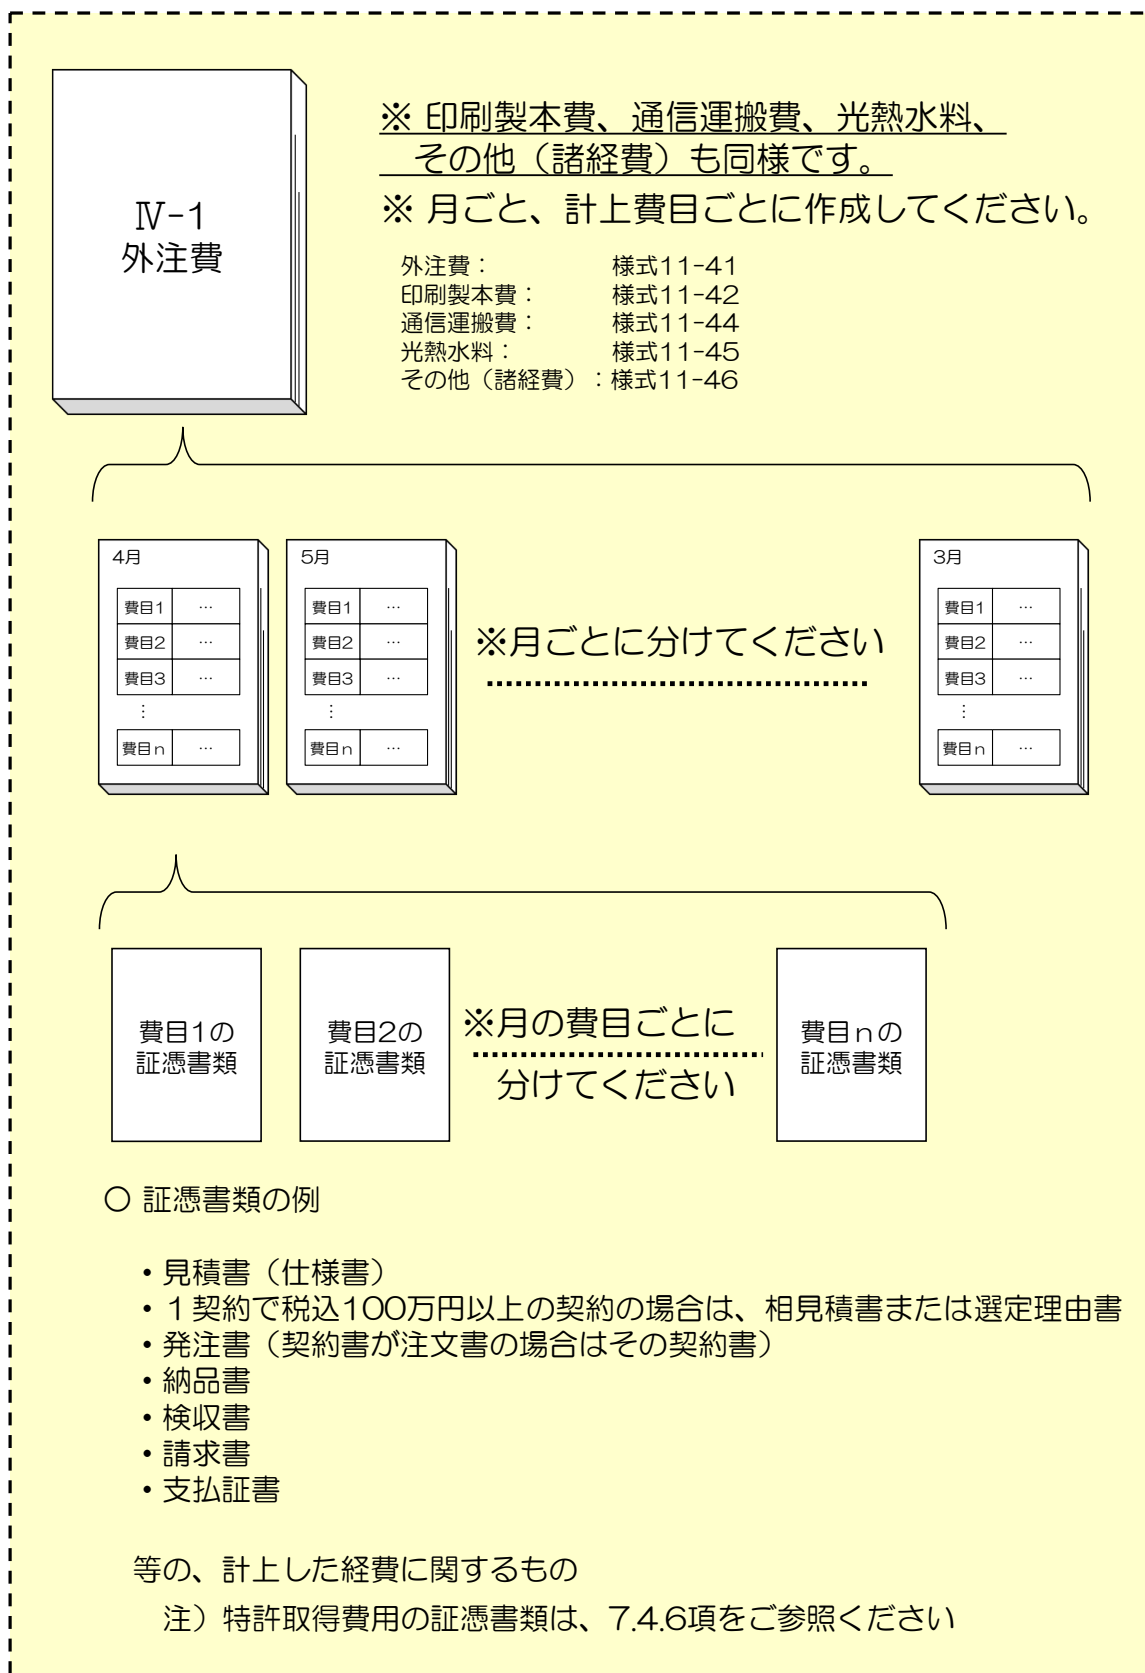 Ⅳ-1
外注費
※ 印刷製本費、通信運搬費、光熱水料、
その他（諸経費）も同様です。
※ 月ごと、計上費目ごとに作成してください。
外注費： 様式11-41
印刷製本費： 様式11-42
通信運搬費： 様式11-44
光熱水料： 様式11-45
その他（諸経費）：様式11-46
4月
費目1 …
費目2 …
費目3 …
⋮
費目n …
5月
費目1 …
費目2 …
費目3 …
⋮
費目n …
※月ごとに分けてください
3月
費目1 …
費目2 …
費目3 …
⋮
費目n …
費目1の
証憑書類
費目2の
証憑書類
※月の費目ごとに
分けてください
費目nの
証憑書類
〇 証憑書類の例
・見積書（仕様書）
・１契約で税込100万円以上の契約の場合は、相見積書または選定理由書
・発注書（契約書が注文書の場合はその契約書）
・納品書
・検収書
・請求書
・支払証書
等の、計上した経費に関するもの
注）特許取得費用の証憑書類は、7.4.6項をご参照ください